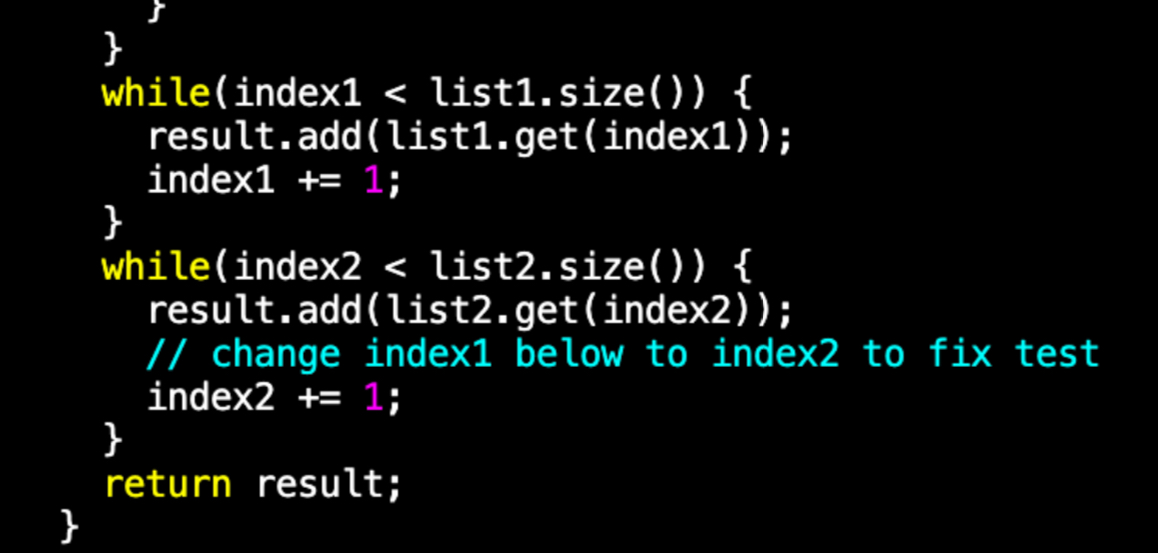 }
}
while(index1 < list1.size()) {
result.add(list1.get(index1));
index1 += 1;
}
while(index2 < list2.size()) {
result.add(list2.get(index2));
// change index1 below to index2 to fix test
index2 += 1;
}
return result;
}